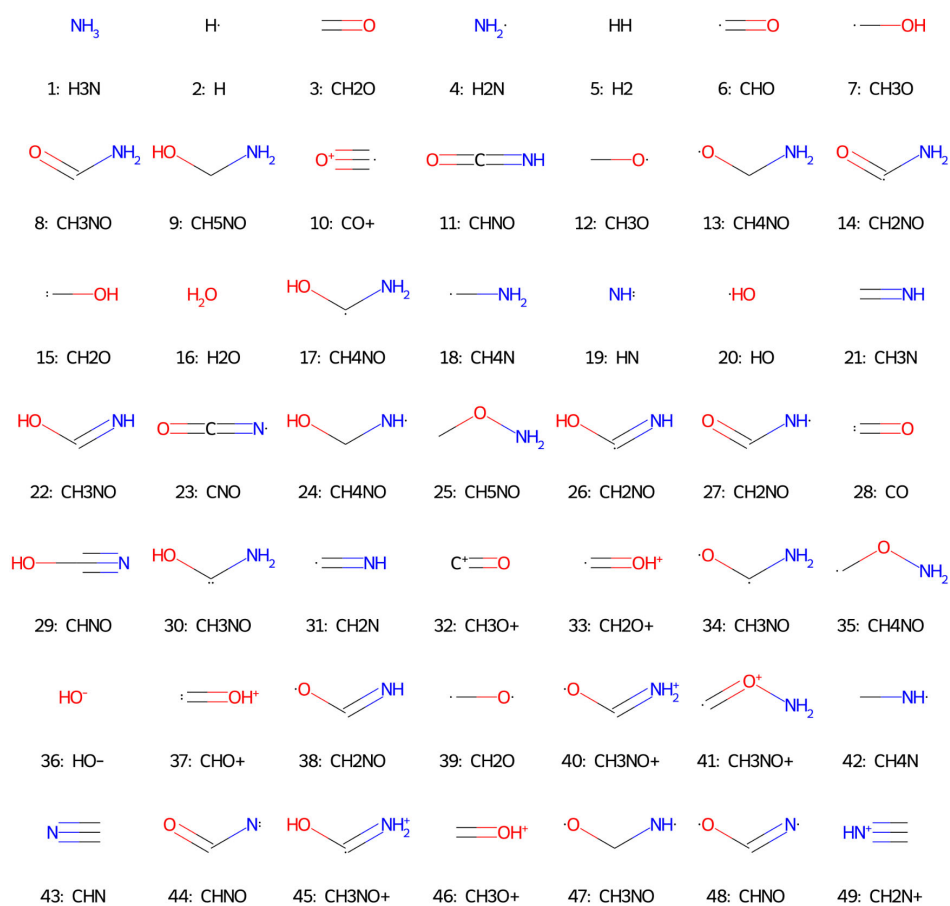 NH3 H· O NH2· HH ·O ·OH
1: H3N 2: H 3: CH2O 4: H2N 5: H2 6: CHO 7: CH3O
O NH2 HO NH2 O+· O C NH O· ·O NH2 O NH2
8: CH3NO 9: CH5NO 10: CO+ 11: CHNO 12: CH3O 13: CH4NO 14: CH2NO
:OH H2O HO NH2 ·NH2 NH: ·HO NH
15: CH2O 16: H2O 17: CH4NO 18: CH4N 19: HN 20: HO 21: CH3N
HO NH O C N· HO NH· O NH2 HO NH O NH· :O
22: CH3NO 23: CNO 24: CH4NO 25: CH5NO 26: CH2NO 27: CH2NO 28: CO
HO N HO NH2 ·NH C+ O ·OH+ ·O NH2 O NH2
29: CHNO 30: CH3NO 31: CH2N 32: CH3O+ 33: CH2O+ 34: CH3NO 35: CH4NO
HO- :OH+ ·O NH ·O· ·O NH2+ O+ NH2 NH·
36: HO- 37: CHO+ 38: CH2NO 39: CH2O 40: CH3NO+ 41: CH3NO+ 42: CH4N
N O N: HO NH2+ OH+ ·O NH· ·O N· HN+
43: CHN 44: CHNO 45: CH3NO+ 46: CH3O+ 47: CH3NO 48: CHNO 49: CH2N+